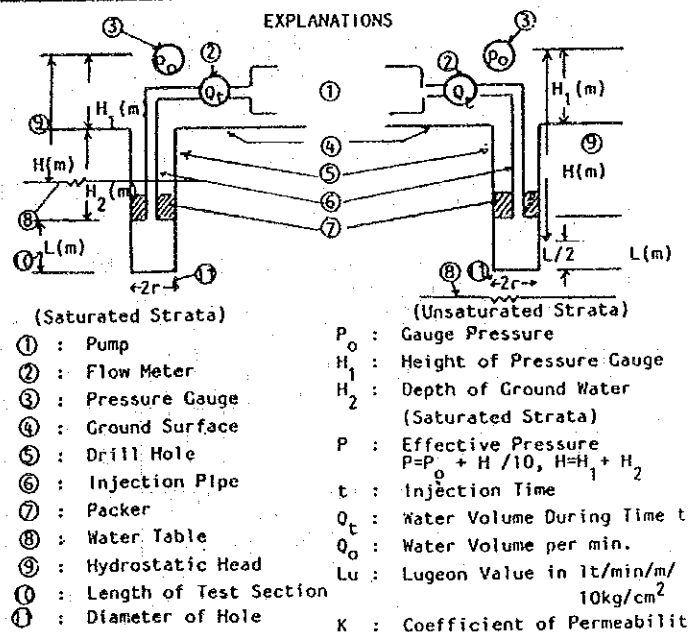 EXPLANATIONS
③ ③
P₀ P₀
② ②
Qt Qt
①
H₁(m) H₁(m)
⑨ ④ ⑨
H(m) H₂(m) ⑤ H(m)
⑥
⑧ ⑦
L(m) L/2 L(m)
⑩ ←2r→ ⑪ ⑧ ⑪ ←2r→
(Saturated Strata) (Unsaturated Strata)
① : Pump
② : Flow Meter
③ : Pressure Gauge
④ : Ground Surface
⑤ : Drill Hole
⑥ : Injection Pipe
⑦ : Packer
⑧ : Water Table
⑨ : Hydrostatic Head
⑩ : Length of Test Section
⑪ : Diameter of Hole
P₀ : Gauge Pressure
H₁ : Height of Pressure Gauge
H₂ : Depth of Ground Water
(Saturated Strata)
P : Effective Pressure
P=P₀ + H /10, H=H₁+ H₂
t : Injection Time
Qt : Water Volume During Time t
Q₀ : Water Volume per min.
Lu : Lugeon Value in lt/min/m/
10kg/cm²
K : Coefficient of Permeabilit